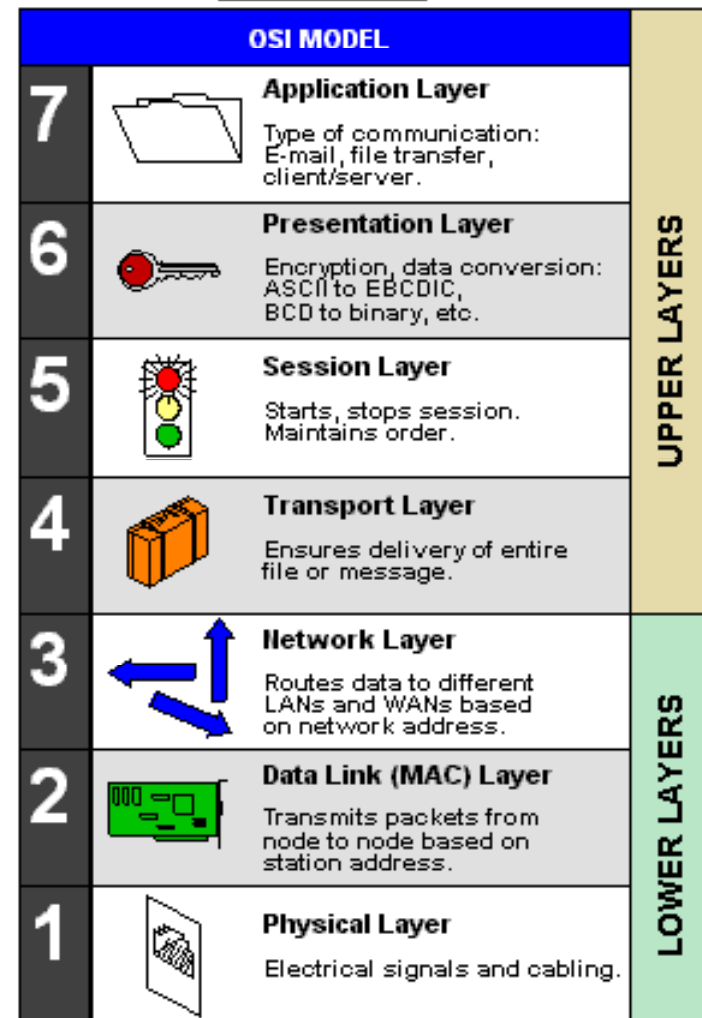 OSI MODEL
7
Application Layer
Type of communication:
E-mail, file transfer,
client/server.
6
Presentation Layer
Encryption, data conversion:
ASCII to EBCDIC,
BCD to binary, etc.
5
Session Layer
Starts, stops session.
Maintains order.
4
Transport Layer
Ensures delivery of entire
file or message.
UPPER LAYERS
3
Network Layer
Routes data to different
LANs and WANs based
on network address.
2
Data Link (MAC) Layer
Transmits packets from
node to node based on
station address.
1
Physical Layer
Electrical signals and cabling.
LOWER LAYERS